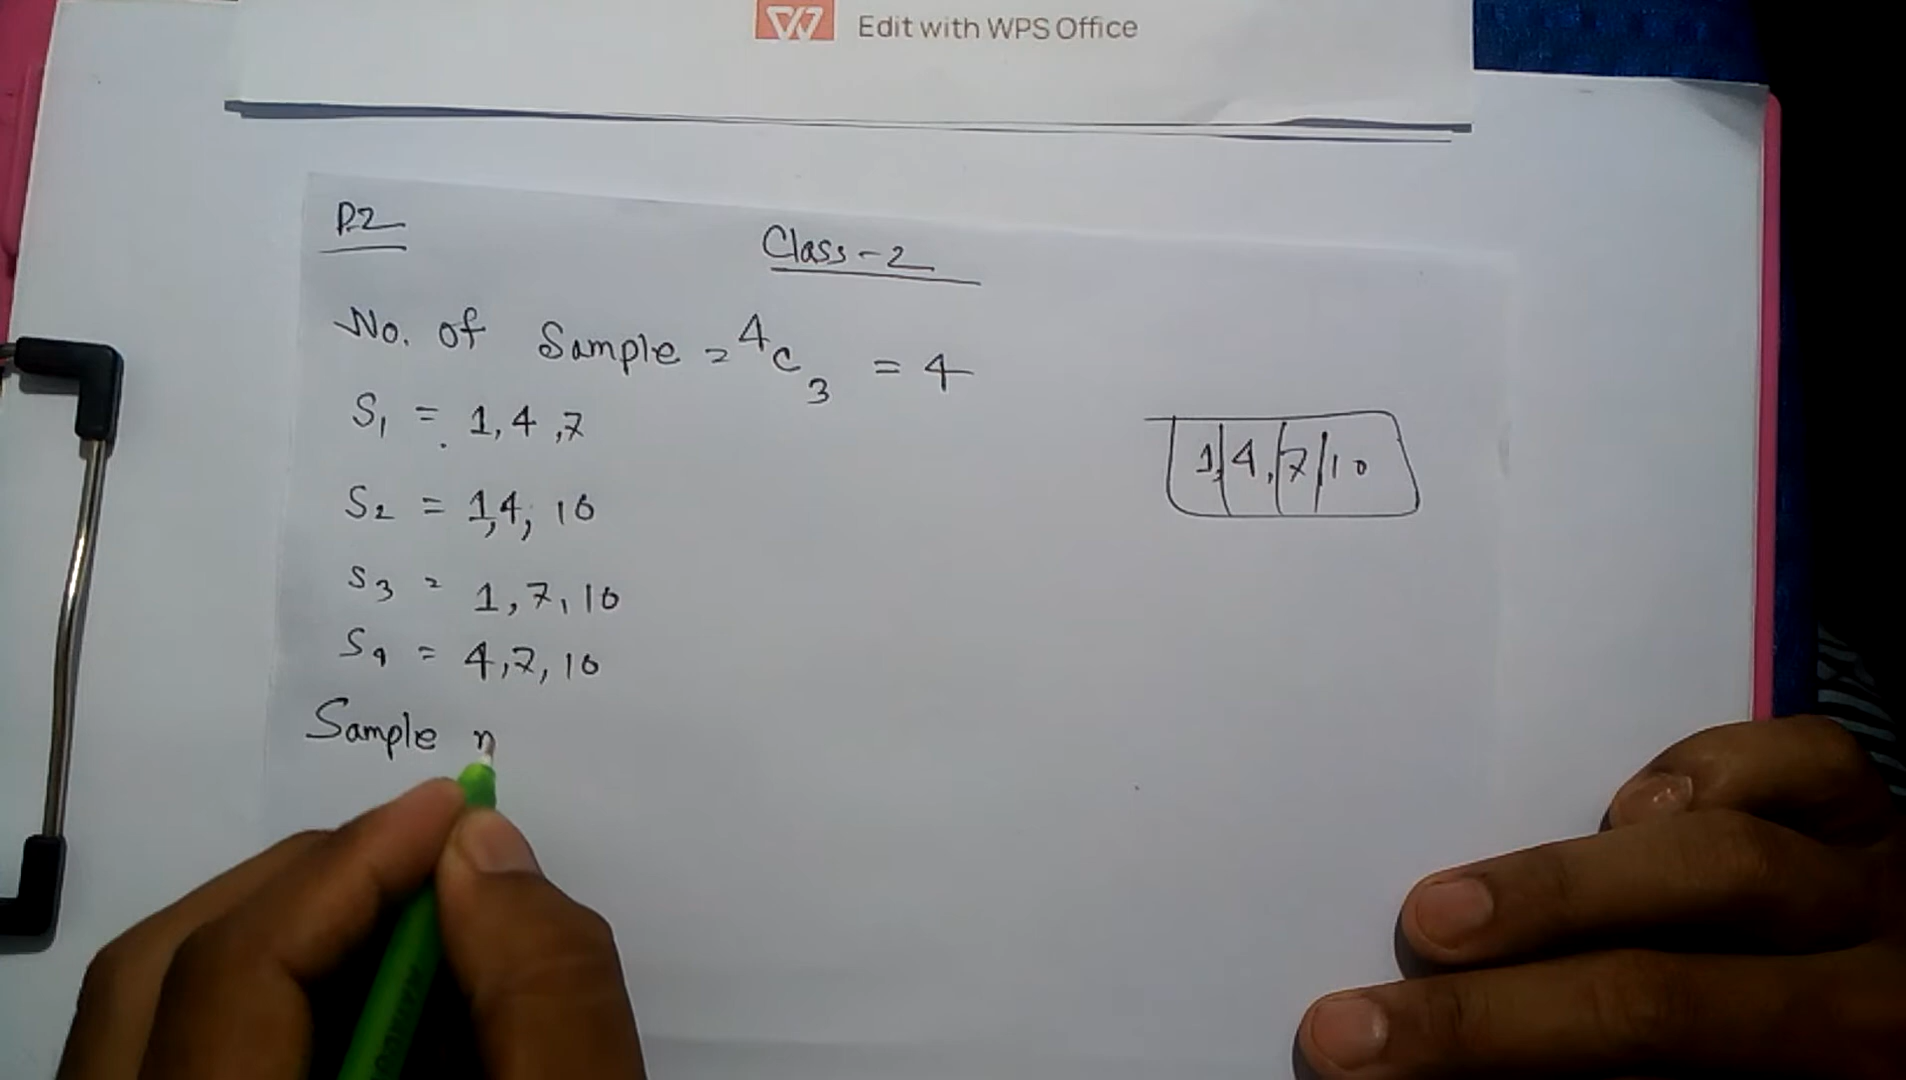 Edit with WPS Office
P.2
Class-2
No. of Sample = ⁴C₃ = 4
S₁ = 1, 4, 7
S₂ = 1, 4, 10
S₃ = 1, 7, 10
S₄ = 4, 7, 10
1, 4, 7, 10
Sample